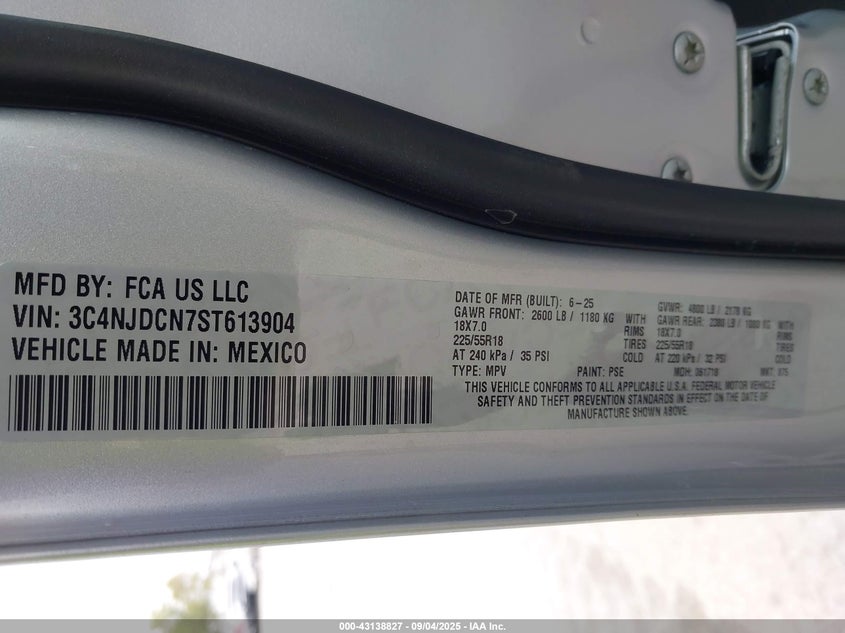 MFD BY: FCA US LLC
VIN: 3C4NJDCN7ST613904
VEHICLE MADE IN: MEXICO
DATE OF MFR (BUILT): 6-25
GVWR: 4800 LB / 2178 KG
GAWR FRONT: 2600 LB / 1180 KG WITH
18X7.0 RIMS
225/55R18 TIRES
AT 240 kPa / 35 PSI COLD
GAWR REAR: 2380 LB / 1080 KG WITH
18X7.0 RIMS
225/55R18 TIRES
AT 220 kPa / 32 PSI COLD
TYPE: MPV PAINT: PSE MDH: 061718
THIS VEHICLE CONFORMS TO ALL APPLICABLE U.S.A. FEDERAL MOTOR VEHICLE
SAFETY AND THEFT PREVENTION STANDARDS IN EFFECT ON THE DATE OF
MANUFACTURE SHOWN ABOVE.
000-43138827 - 09/04/2025 - IAA Inc.